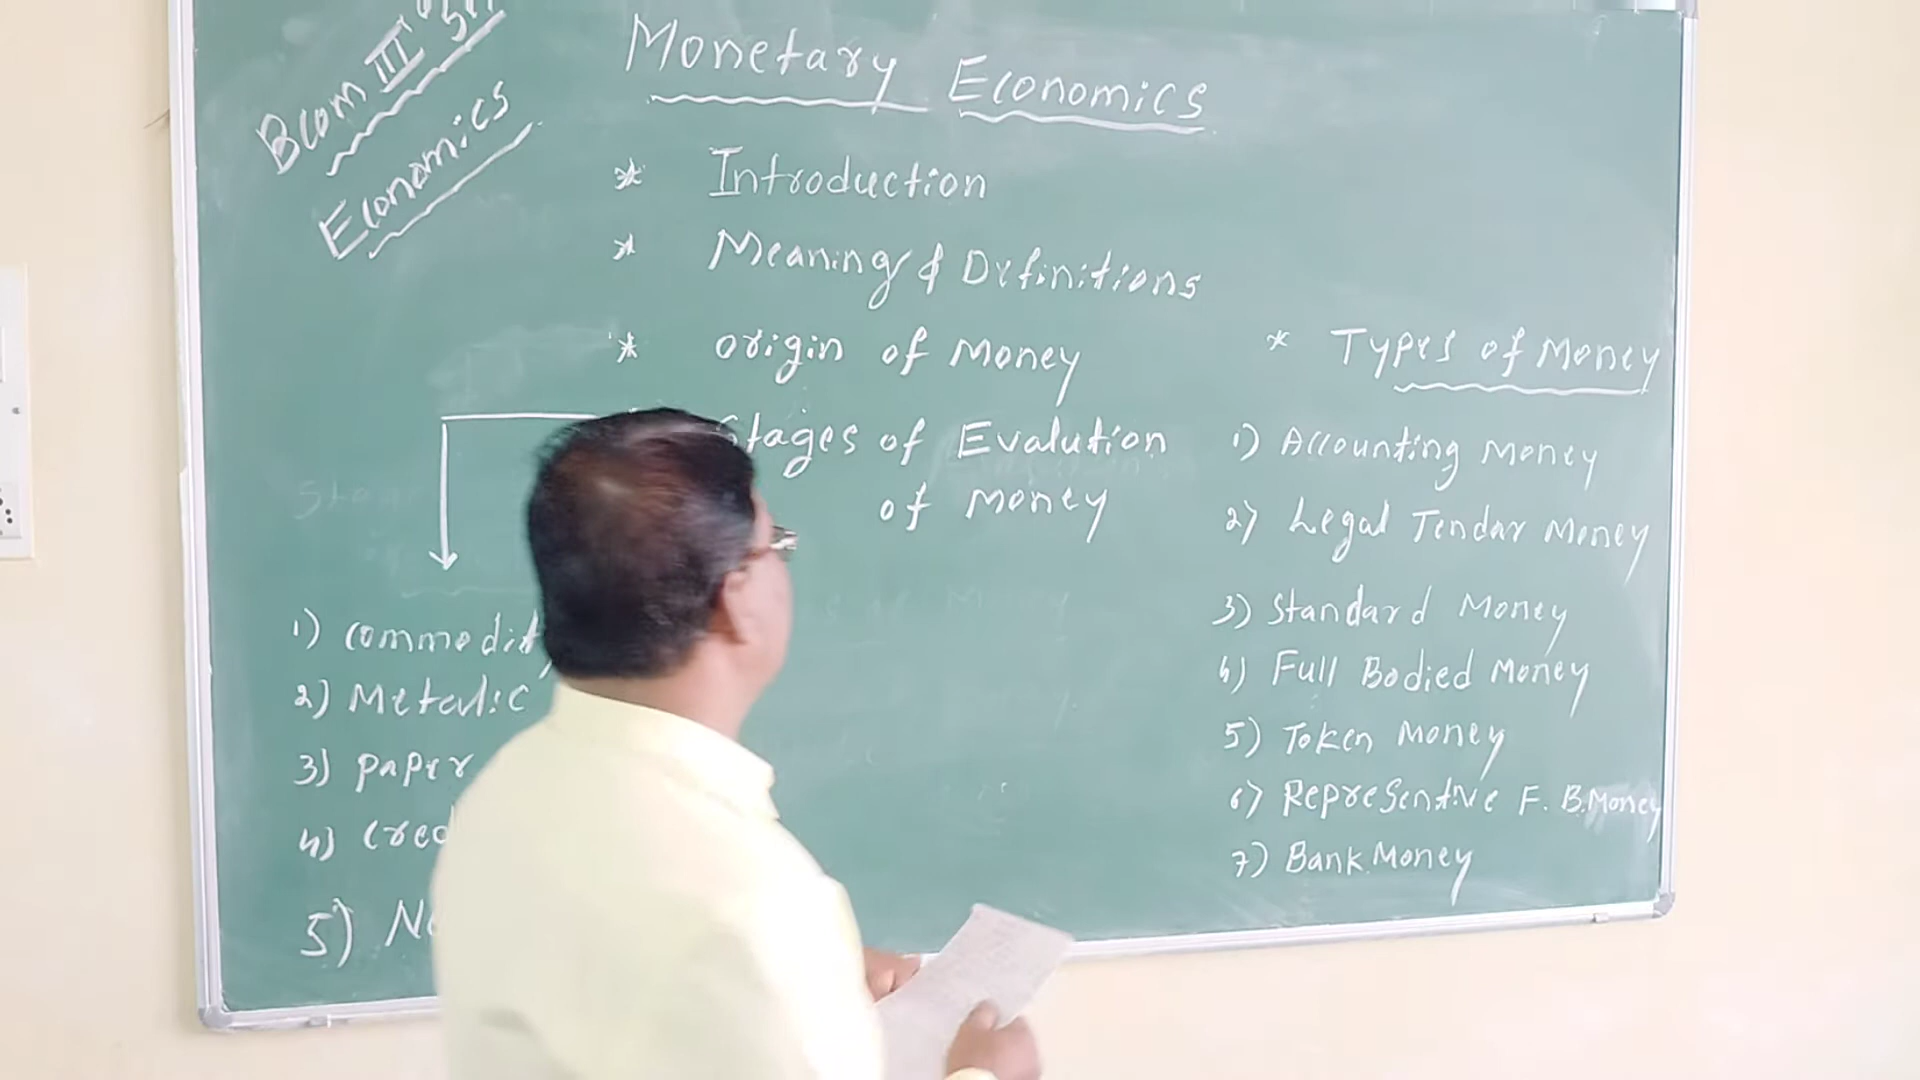 Bcom III
Economics
Monetary Economics
* Introduction
* Meaning & Definitions
* Origin of Money
Stages of Evalution
of Money
1) Commodit
2) Metalic
3) Paper
4) Cred
5) N
* Types of Money
1) Accounting Money
2) Legal Tendar Money
3) Standard Money
4) Full Bodied Money
5) Token Money
6) Representive F. B. Money
7) Bank Money